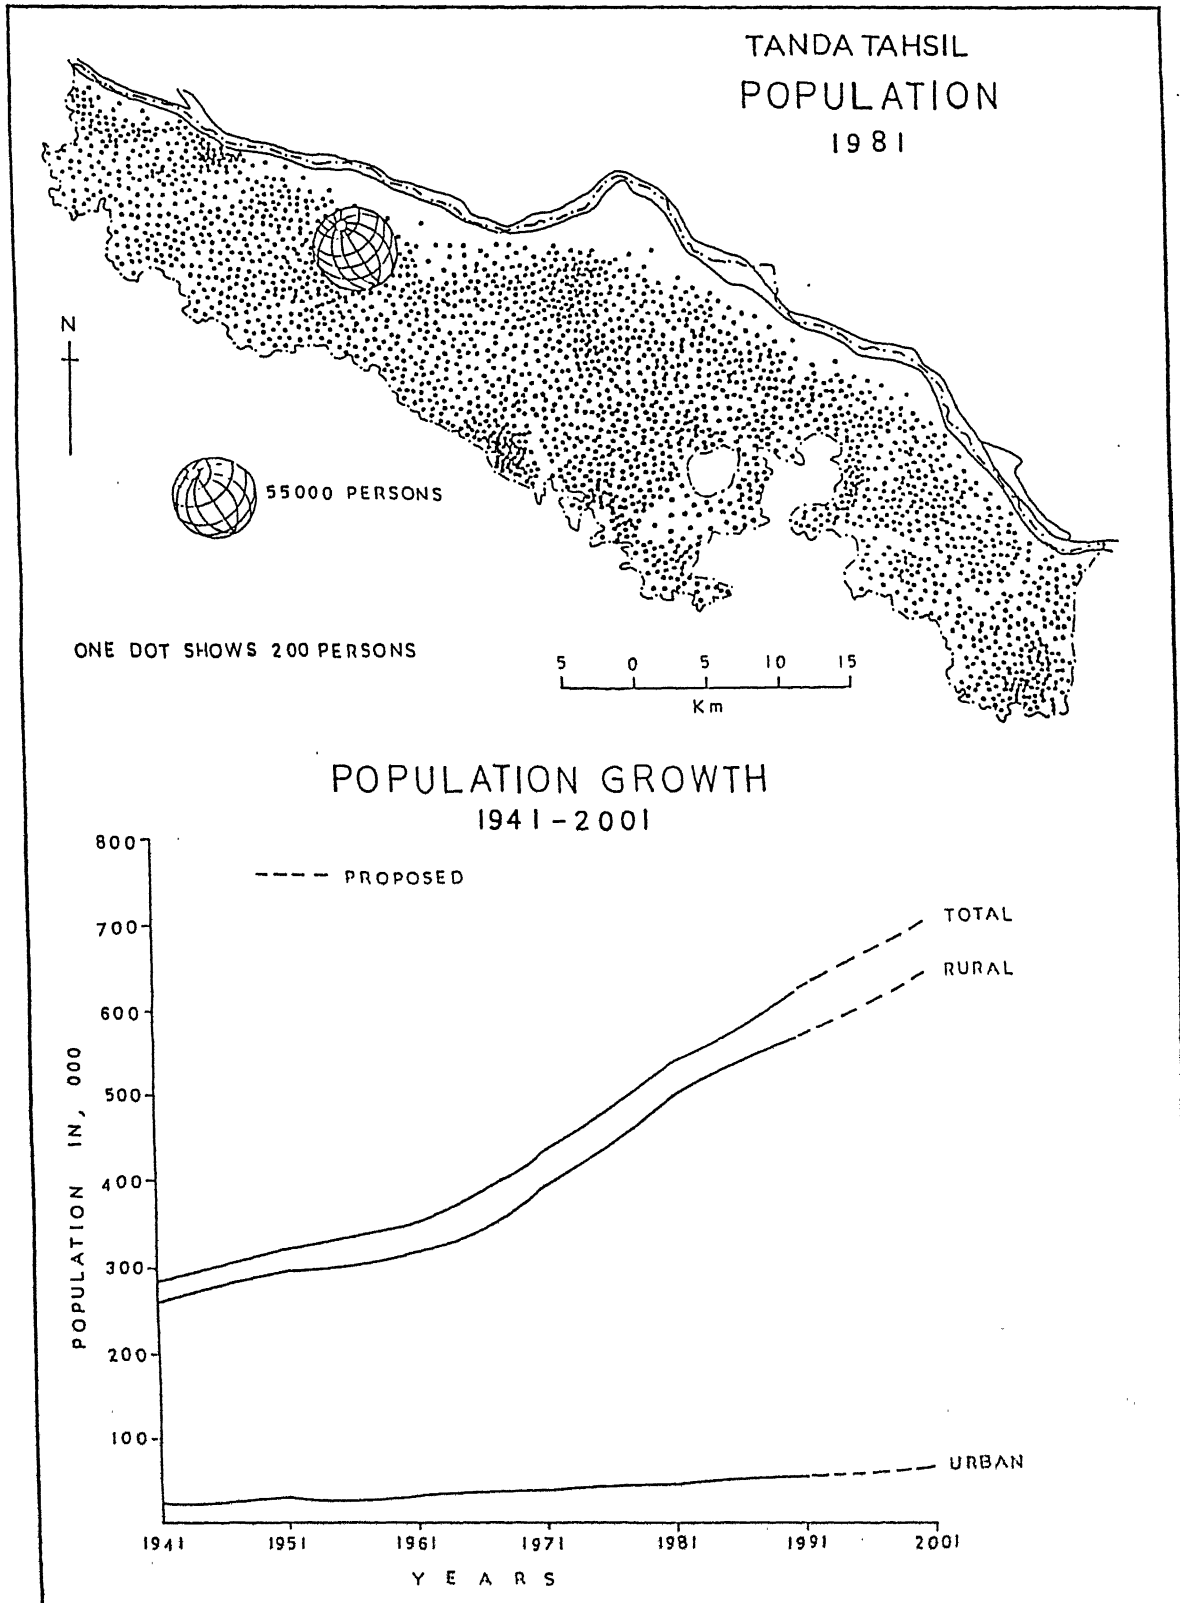 TANDA TAHSIL
POPULATION
1981
N
55000 PERSONS
ONE DOT SHOWS 200 PERSONS
5 0 5 10 15
Km
POPULATION GROWTH
1941-2001
PROPOSED
800
700
600
500
400
300
200
100
POPULATION IN, 000
TOTAL
RURAL
URBAN
1941 1951 1961 1971 1981 1991 2001
YEARS